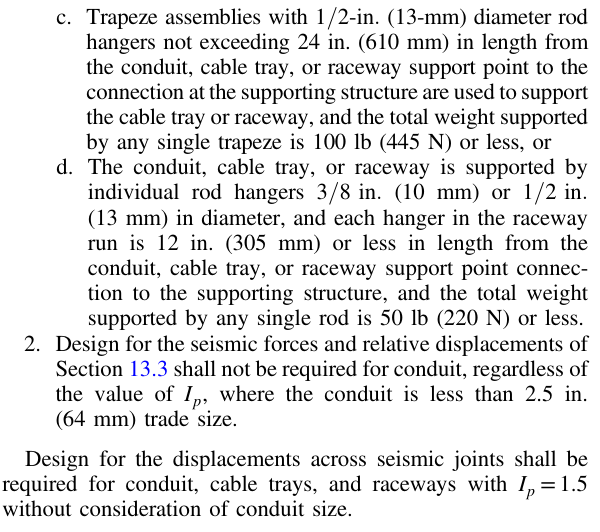 c. Trapeze assemblies with 1/2-in. (13-mm) diameter rod
hangers not exceeding 24 in. (610 mm) in length from
the conduit, cable tray, or raceway support point to the
connection at the supporting structure are used to support
the cable tray or raceway, and the total weight supported
by any single trapeze is 100 lb (445 N) or less, or
d. The conduit, cable tray, or raceway is supported by
individual rod hangers 3/8 in. (10 mm) or 1/2 in.
(13 mm) in diameter, and each hanger in the raceway
run is 12 in. (305 mm) or less in length from the
conduit, cable tray, or raceway support point connec-
tion to the supporting structure, and the total weight
supported by any single rod is 50 lb (220 N) or less.
2. Design for the seismic forces and relative displacements of
Section 13.3 shall not be required for conduit, regardless of
the value of Ip, where the conduit is less than 2.5 in.
(64 mm) trade size.
Design for the displacements across seismic joints shall be
required for conduit, cable trays, and raceways with Ip = 1.5
without consideration of conduit size.